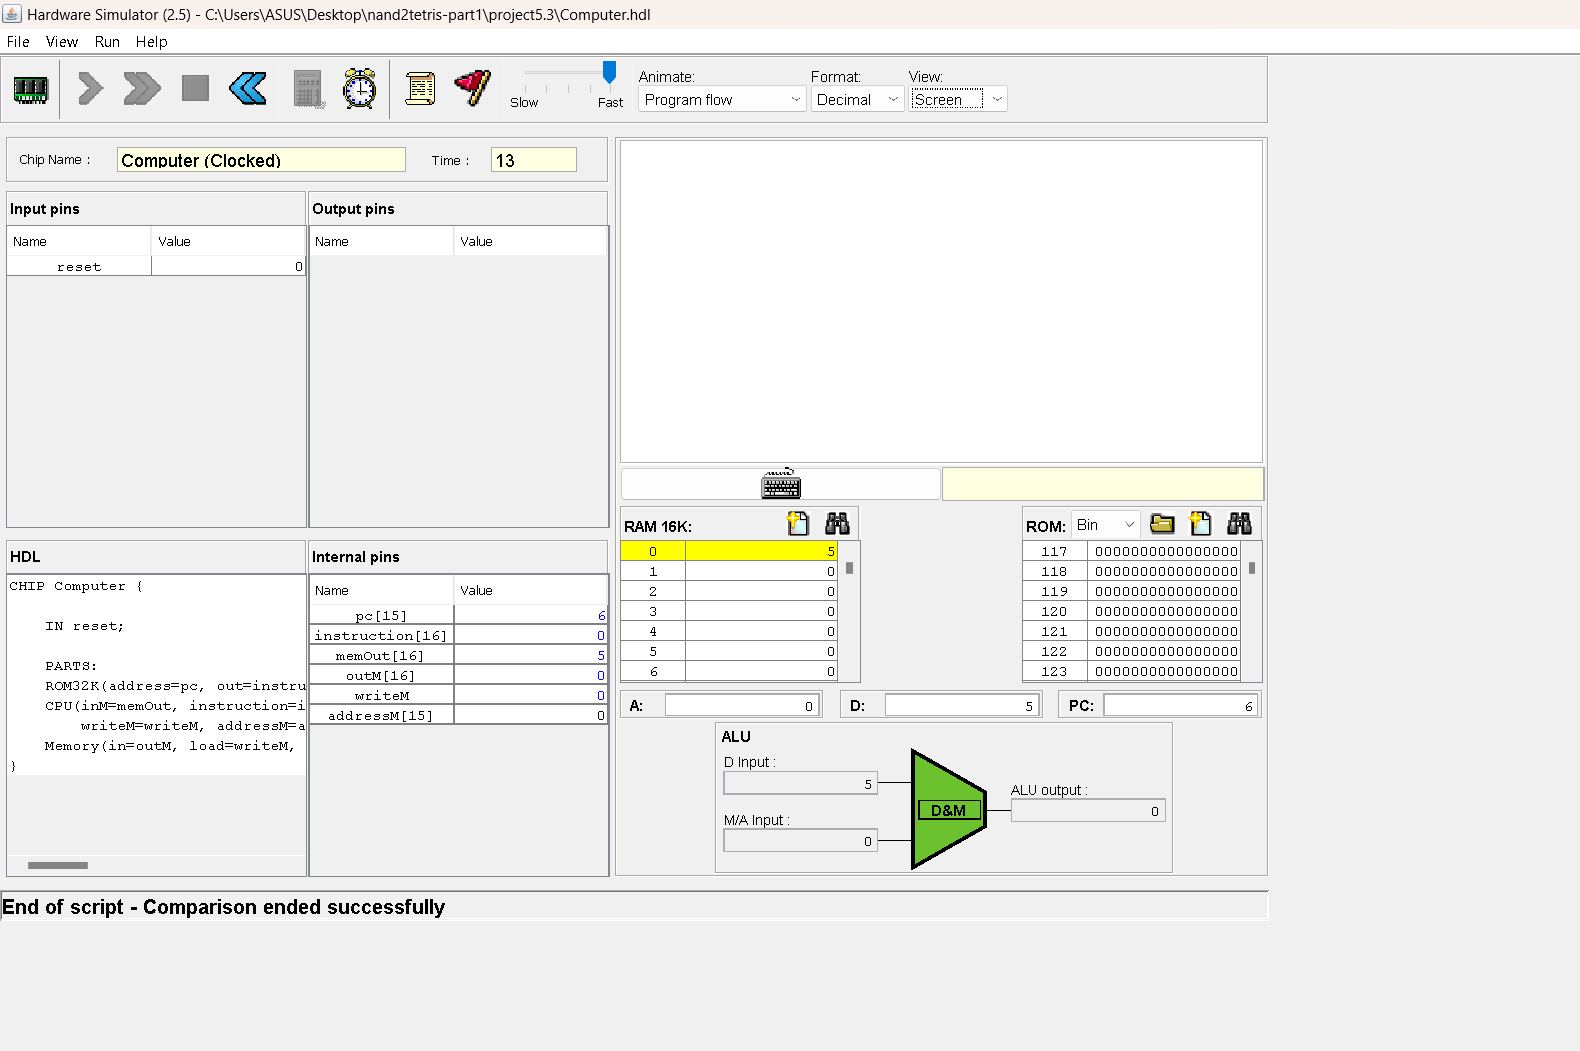 Hardware Simulator (2.5) - C:\Users\ASUS\Desktop\nand2tetris-part1\project5.3\Computer.hdl
File View Run Help
Slow Fast
Animate: Format: View:
Program flow Decimal Screen
Chip Name : Computer (Clocked) Time : 13
Input pins
Name Value
reset 0
Output pins
Name Value
HDL
CHIP Computer {
IN reset;
PARTS:
ROM32K(address=pc, out=instru
CPU(inM=memOut, instruction=i
writeM=writeM, addressM=a
Memory(in=outM, load=writeM,
}
Internal pins
Name Value
pc[15] 6
instruction[16] 0
memOut[16] 5
outM[16] 0
writeM 0
addressM[15] 0
RAM 16K:
0 5
1 0
2 0
3 0
4 0
5 0
6 0
ROM: Bin
117 0000000000000000
118 0000000000000000
119 0000000000000000
120 0000000000000000
121 0000000000000000
122 0000000000000000
123 0000000000000000
A: 0 D: 5 PC: 6
ALU
D Input :
5
M/A Input :
0
D&M
ALU output :
0
End of script - Comparison ended successfully